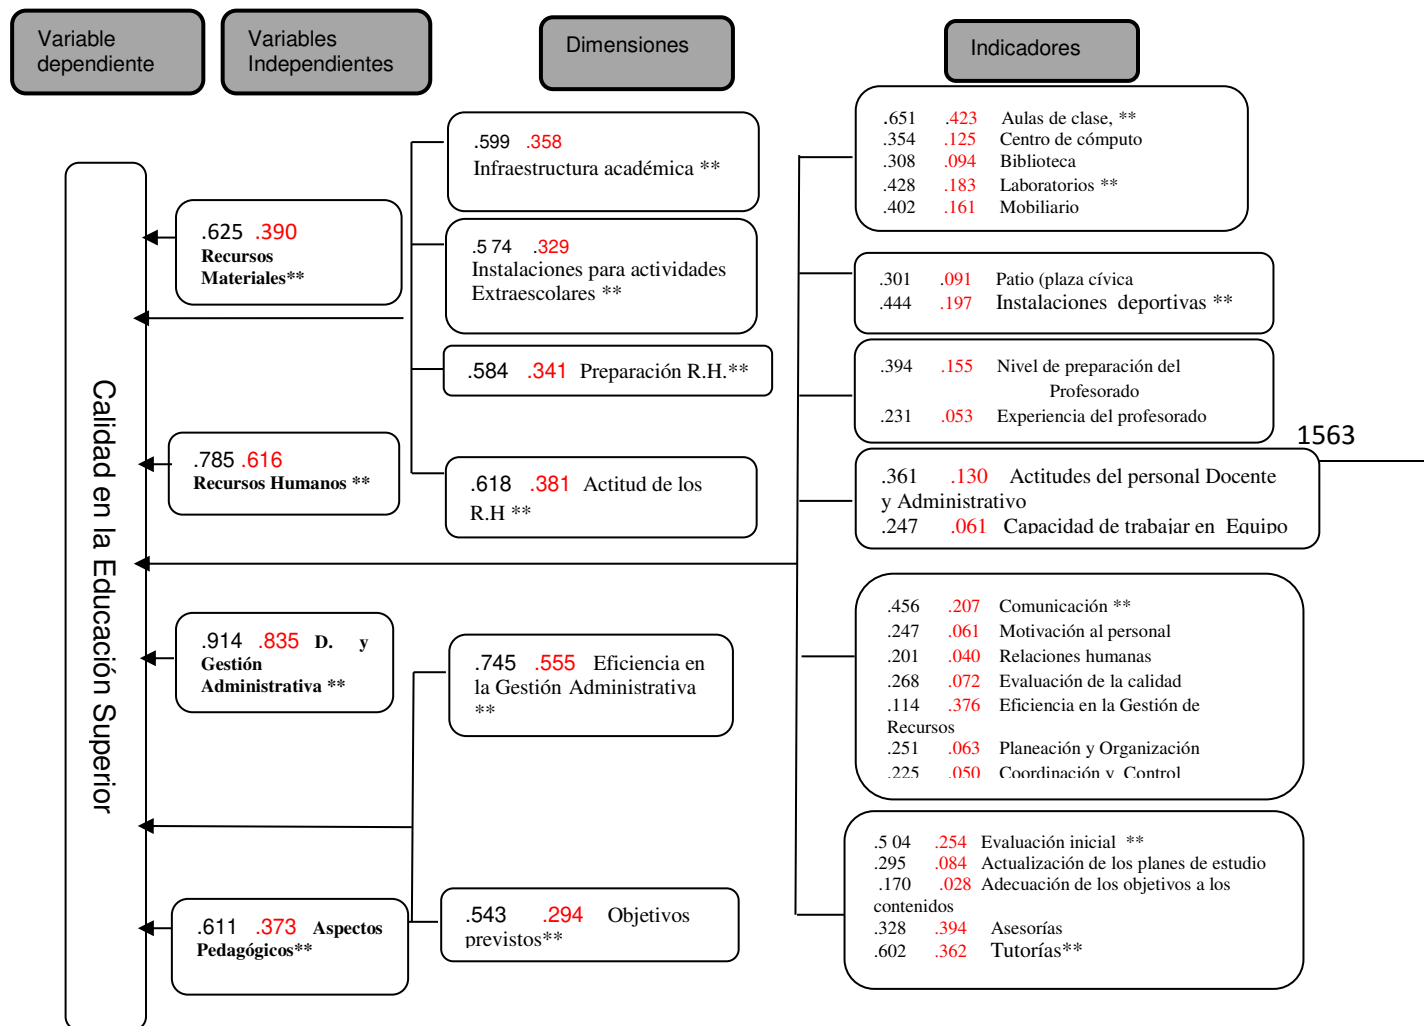 Variable
dependiente
Variables
Independientes
Dimensiones
Indicadores
Calidad en la Educación Superior
.625 .390
Recursos
Materiales**
.785 .616
Recursos Humanos **
.914 .835 D. y
Gestión
Administrativa **
.611 .373 Aspectos
Pedagógicos**
.599 .358
Infraestructura académica **
.5 74 .329
Instalaciones para actividades
Extraescolares **
.584 .341 Preparación R.H.**
.618 .381 Actitud de los
R.H **
.745 .555 Eficiencia en
la Gestión Administrativa
**
.543 .294 Objetivos
previstos**
.651 .423 Aulas de clase, **
.354 .125 Centro de cómputo
.308 .094 Biblioteca
.428 .183 Laboratorios **
.402 .161 Mobiliario
.301 .091 Patio (plaza cívica
.444 .197 Instalaciones deportivas **
.394 .155 Nivel de preparación del
Profesorado
.231 .053 Experiencia del profesorado
1563
.361 .130 Actitudes del personal Docente
y Administrativo
.247 .061 Capacidad de trabajar en Equipo
.456 .207 Comunicación **
.247 .061 Motivación al personal
.201 .040 Relaciones humanas
.268 .072 Evaluación de la calidad
.114 .376 Eficiencia en la Gestión de
Recursos
.251 .063 Planeación y Organización
.225 .050 Coordinación y Control
.5 04 .254 Evaluación inicial **
.295 .084 Actualización de los planes de estudio
.170 .028 Adecuación de los objetivos a los
contenidos
.328 .394 Asesorías
.602 .362 Tutorías**